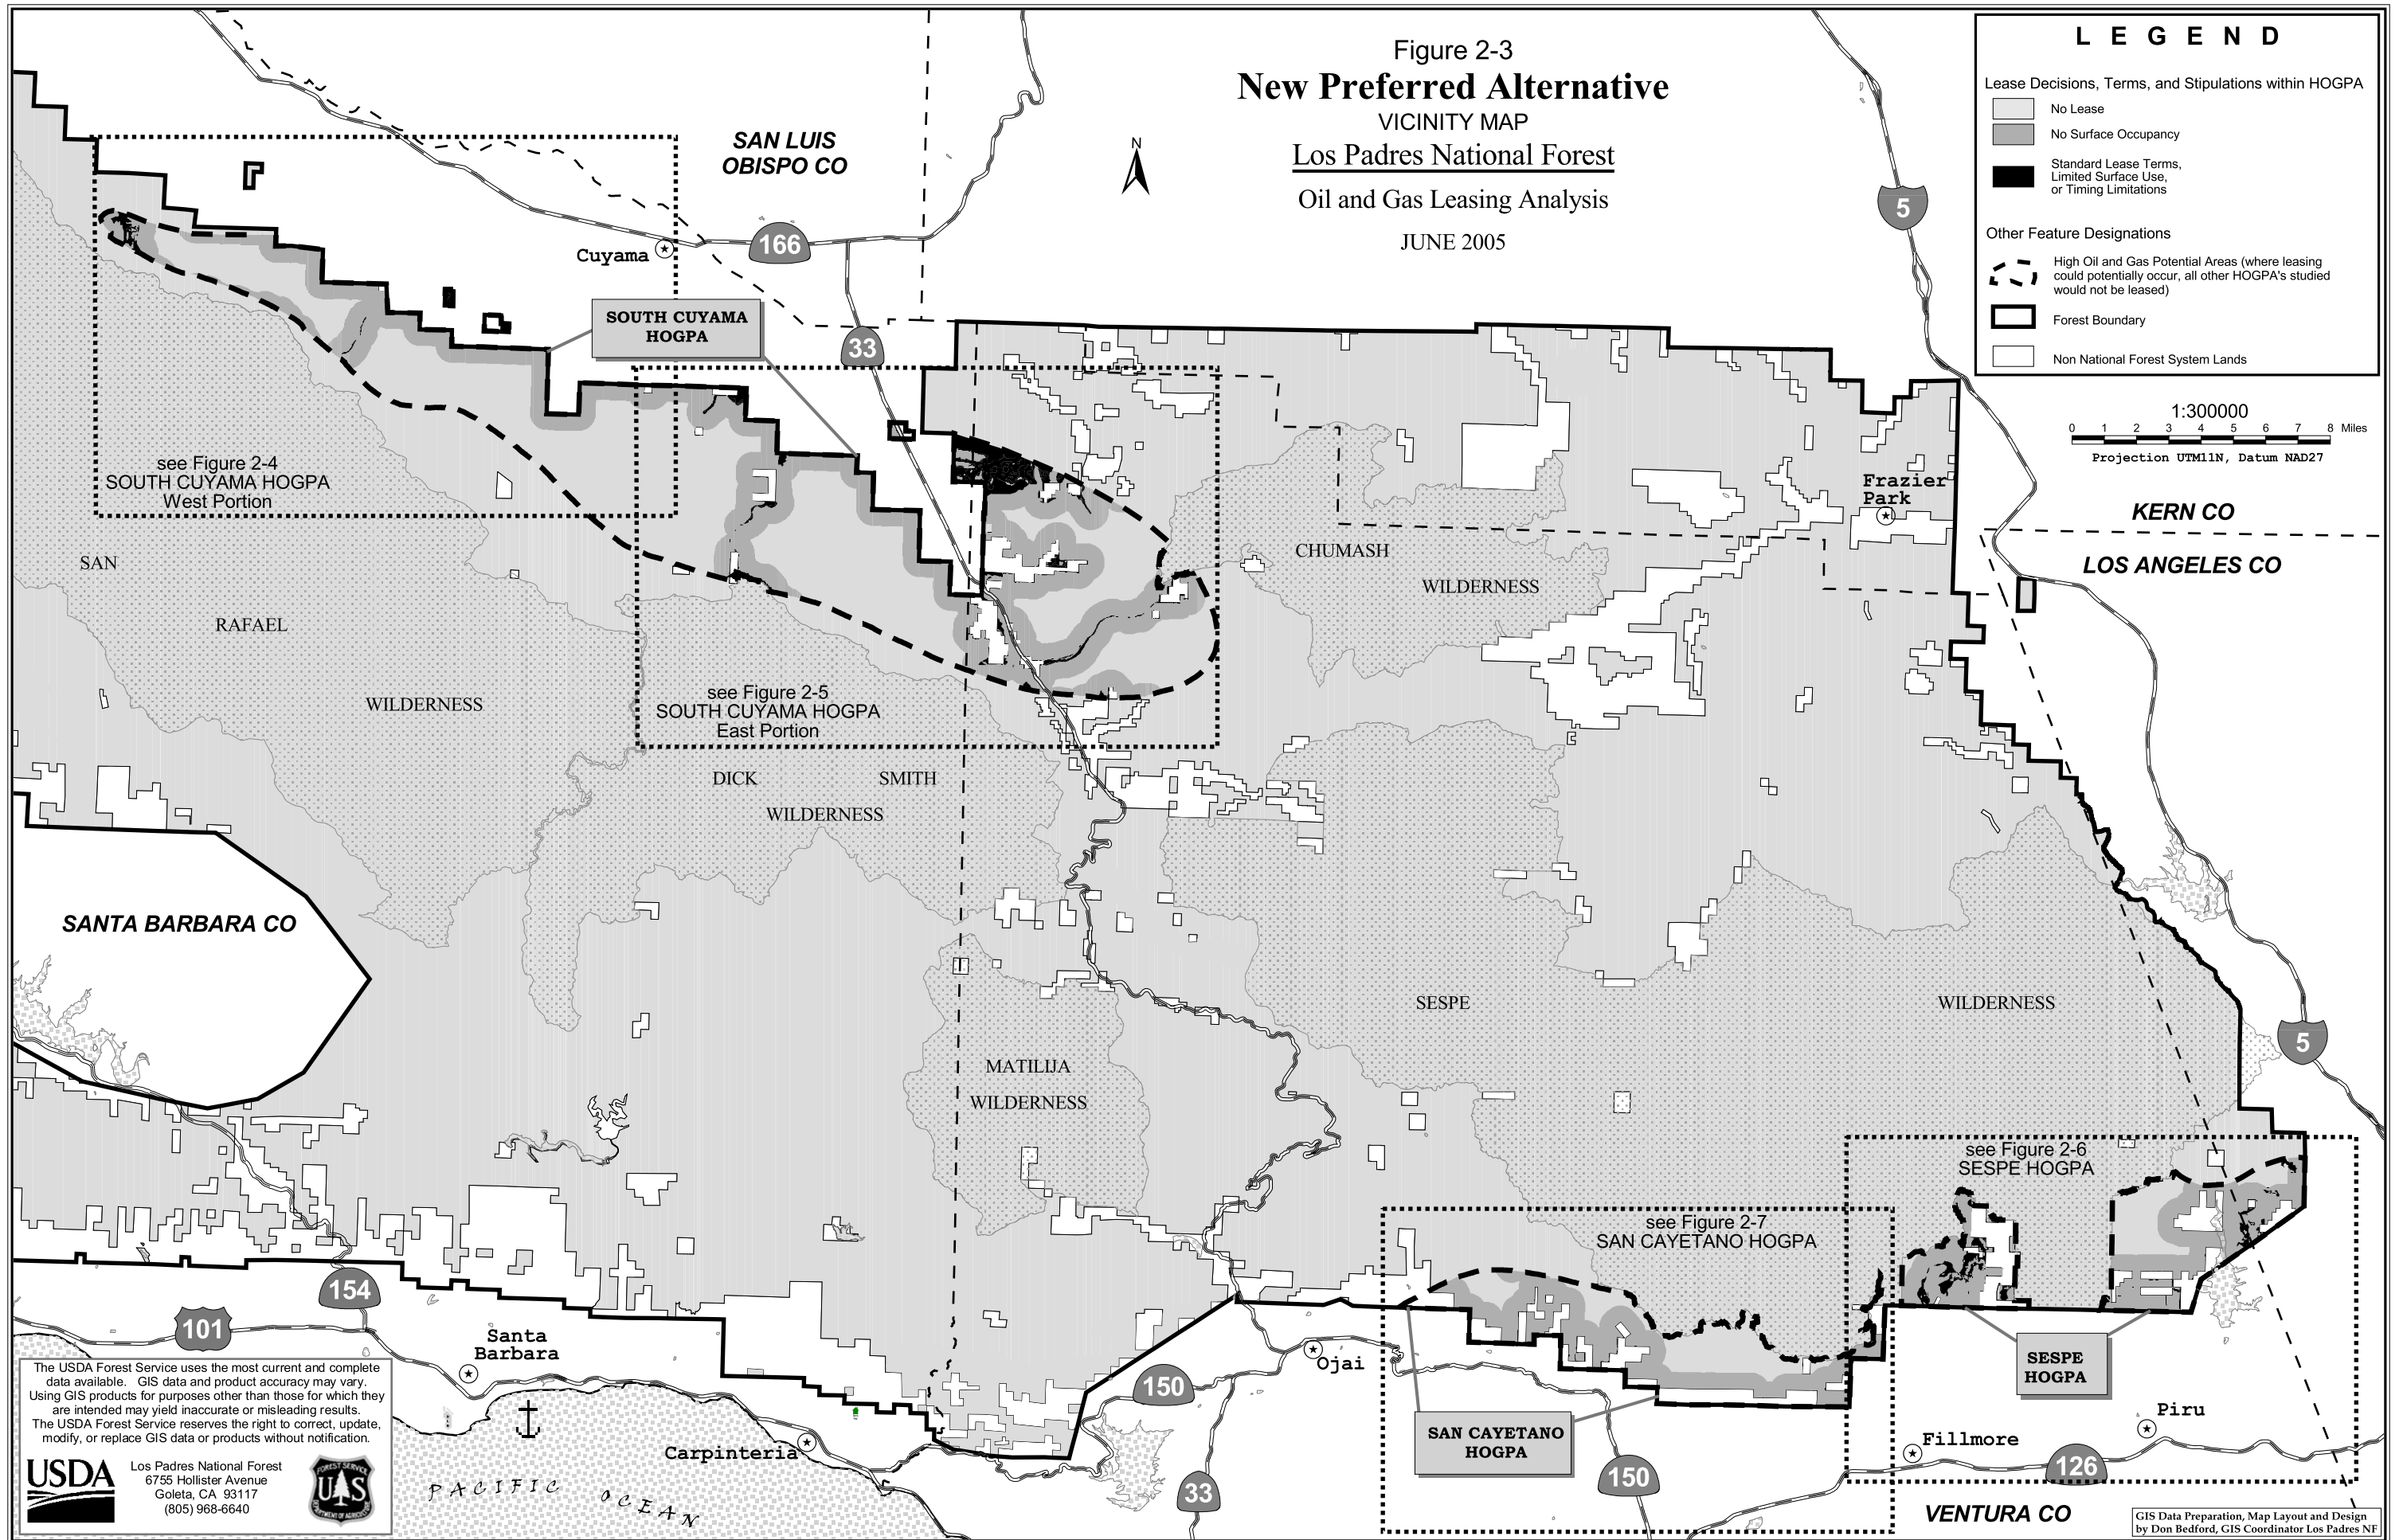 Figure 2-3
New Preferred Alternative
VICINITY MAP
Los Padres National Forest
Oil and Gas Leasing Analysis
JUNE 2005
N
L E G E N D
Lease Decisions, Terms, and Stipulations within HOGPA
No Lease
No Surface Occupancy
Standard Lease Terms,
Limited Surface Use,
or Timing Limitations
Other Feature Designations
High Oil and Gas Potential Areas (where leasing
could potentially occur, all other HOGPA's studied
would not be leased)
Forest Boundary
Non National Forest System Lands
1:300000
0 1 2 3 4 5 6 7 8 Miles
Projection UTM11N, Datum NAD27
SAN LUIS
OBISPO CO
Cuyama
166
33
5
SOUTH CUYAMA
HOGPA
see Figure 2-4
SOUTH CUYAMA HOGPA
West Portion
Frazier
Park
KERN CO
LOS ANGELES CO
SAN
RAFAEL
WILDERNESS
CHUMASH
WILDERNESS
see Figure 2-5
SOUTH CUYAMA HOGPA
East Portion
DICK SMITH
WILDERNESS
SANTA BARBARA CO
SESPE WILDERNESS
5
MATILIJA
WILDERNESS
see Figure 2-6
SESPE HOGPA
see Figure 2-7
SAN CAYETANO HOGPA
154
101
Santa
Barbara
Ojai
150
SESPE
HOGPA
Piru
Fillmore
126
SAN CAYETANO
HOGPA
150
33
Carpinteria
PACIFIC OCEAN
VENTURA CO
The USDA Forest Service uses the most current and complete
data available. GIS data and product accuracy may vary.
Using GIS products for purposes other than those for which they
are intended may yield inaccurate or misleading results.
The USDA Forest Service reserves the right to correct, update,
modify, or replace GIS data or products without notification.
USDA
Los Padres National Forest
6755 Hollister Avenue
Goleta, CA 93117
(805) 968-6640
FOREST SERVICE
U S
DEPARTMENT OF AGRICULTURE
GIS Data Preparation, Map Layout and Design
by Don Bedford, GIS Coordinator Los Padres NF